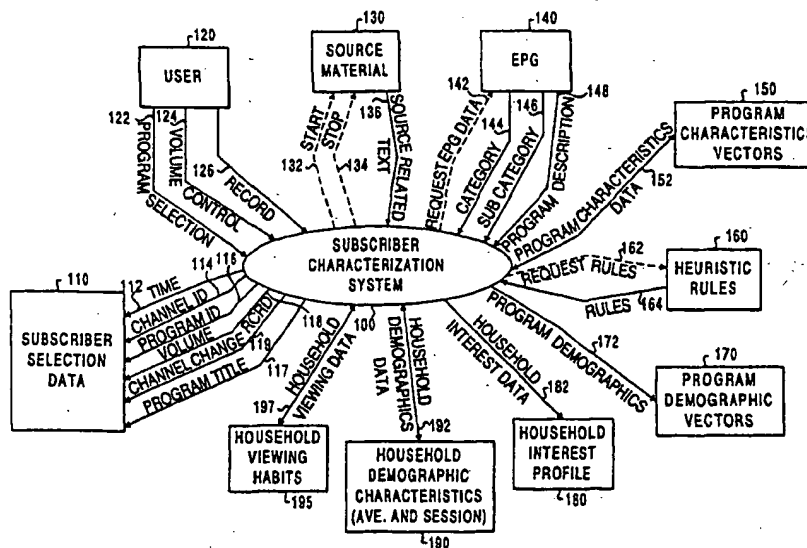 120
USER
122
PROGRAM SELECTION
124
VOLUME CONTROL
126
RECORD
130
SOURCE
MATERIAL
132
START
134
STOP
136
SOURCE RELATED
TEXT
140
EPG
142
REQUEST EPG DATA
144
CATEGORY
146
SUB CATEGORY
148
PROGRAM DESCRIPTION
150
PROGRAM
CHARACTERISTIC
VECTORS
PROGRAM CHARACTERISTICS
DATA
152
SUBSCRIBER
CHARACTERIZATION
SYSTEM
100
REQUEST RULES
162
160
HEURISTIC
RULES
RULES
164
110
SUBSCRIBER
SELECTION
DATA
112
TIME
114
CHANNEL ID
116
PROGRAM ID
VOLUME
CHANNEL CHANGE
RCRD
118
119
PROGRAM TITLE
117
HOUSEHOLD
VIEWING DATA
197
HOUSEHOLD
VIEWING
HABITS
195
HOUSEHOLD
DEMOGRAPHICS
DATA
192
HOUSEHOLD
DEMOGRAPHIC
CHARACTERISTICS
(AVE. AND SESSION)
190
HOUSEHOLD
INTEREST DATA
182
HOUSEHOLD
INTEREST
PROFILE
180
PROGRAM DEMOGRAPHICS
172
170
PROGRAM
DEMOGRAPHIC
VECTORS